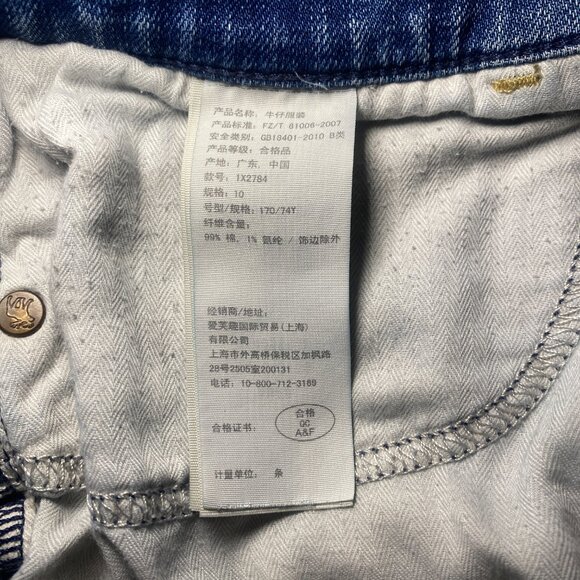 产品名称: 牛仔服装
产品标准: FZ/T 81006-2007
安全类别: GB18401-2010 B类
产品等级: 合格品
产地: 广东, 中国
款号: 1X2784
规格: 10
号型/规格: 170/74Y
纤维含量:
99% 棉, 1% 氨纶 / 饰边除外
经销商/地址:
爱芙趣国际贸易(上海)
有限公司
上海市外高桥保税区加枫路
28号2505室200131
电话: 10-800-712-3169
合格证书:
合格
QC
A&F
计量单位: 条